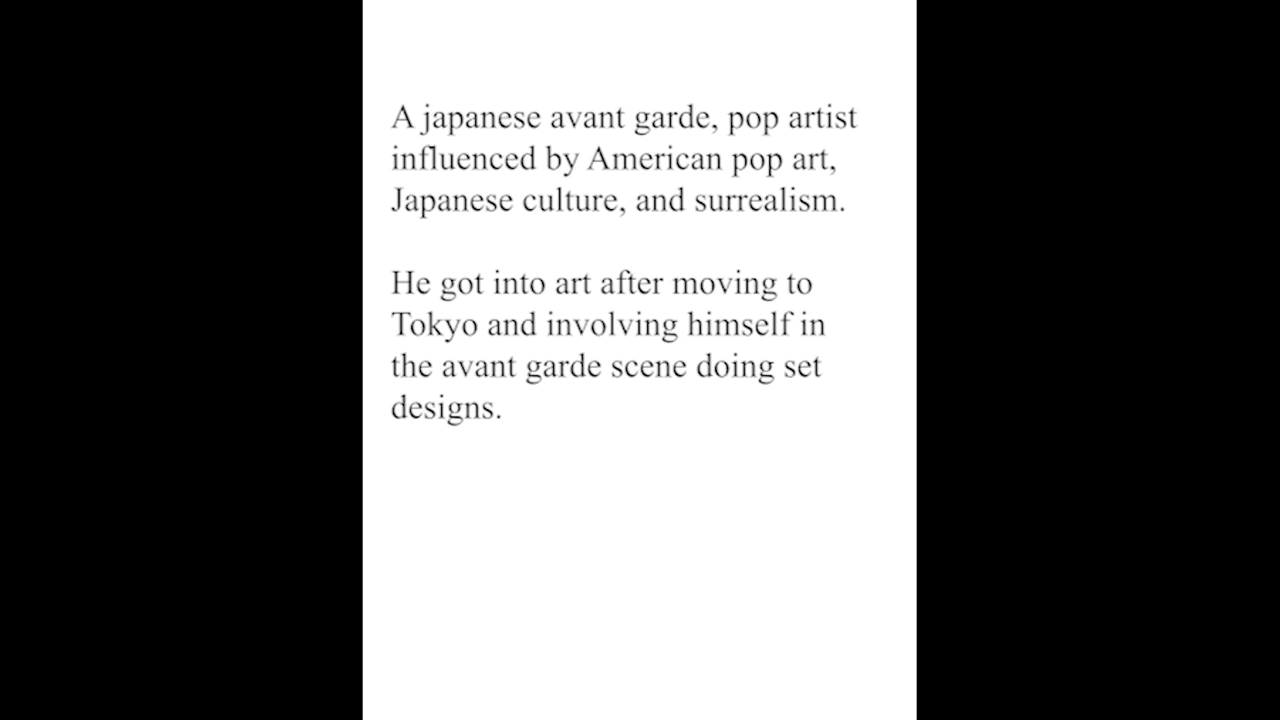 A japanese avant garde, pop artist
influenced by American pop art,
Japanese culture, and surrealism.
He got into art after moving to
Tokyo and involving himself in
the avant garde scene doing set
designs.